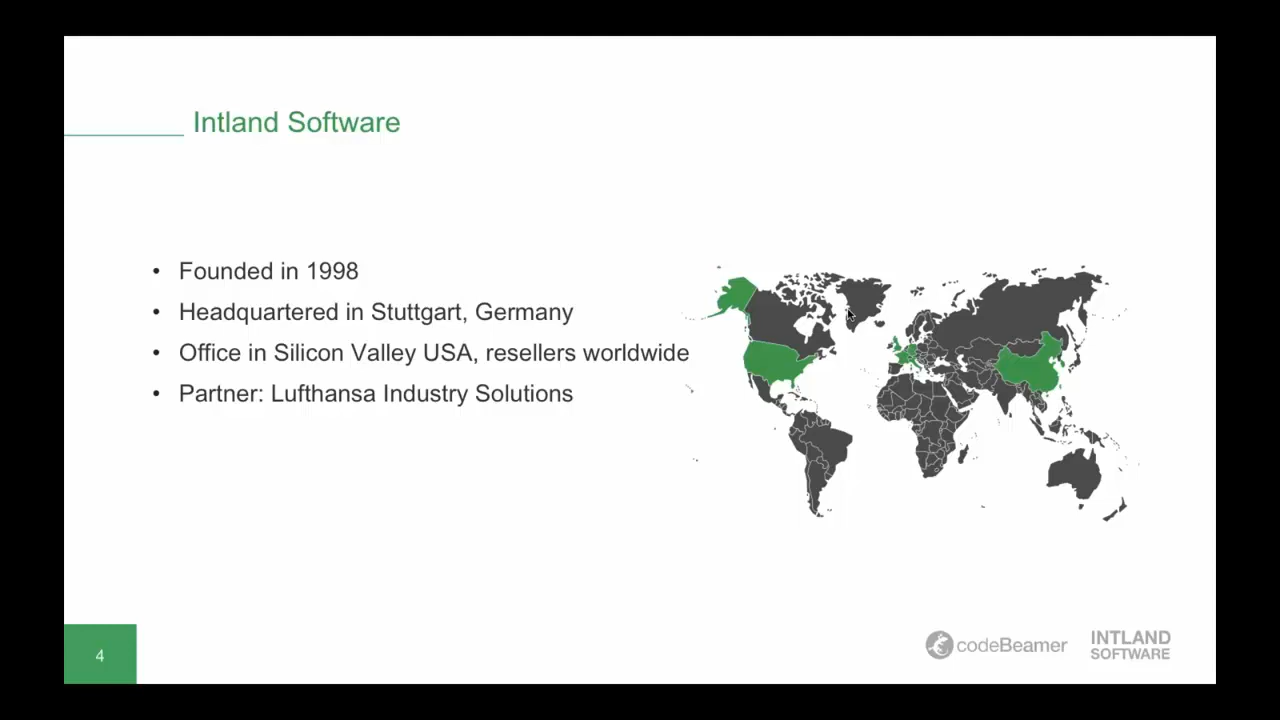 Intland Software
• Founded in 1998
• Headquartered in Stuttgart, Germany
• Office in Silicon Valley USA, resellers worldwide
• Partner: Lufthansa Industry Solutions
4
codeBeamer
INTLAND
SOFTWARE